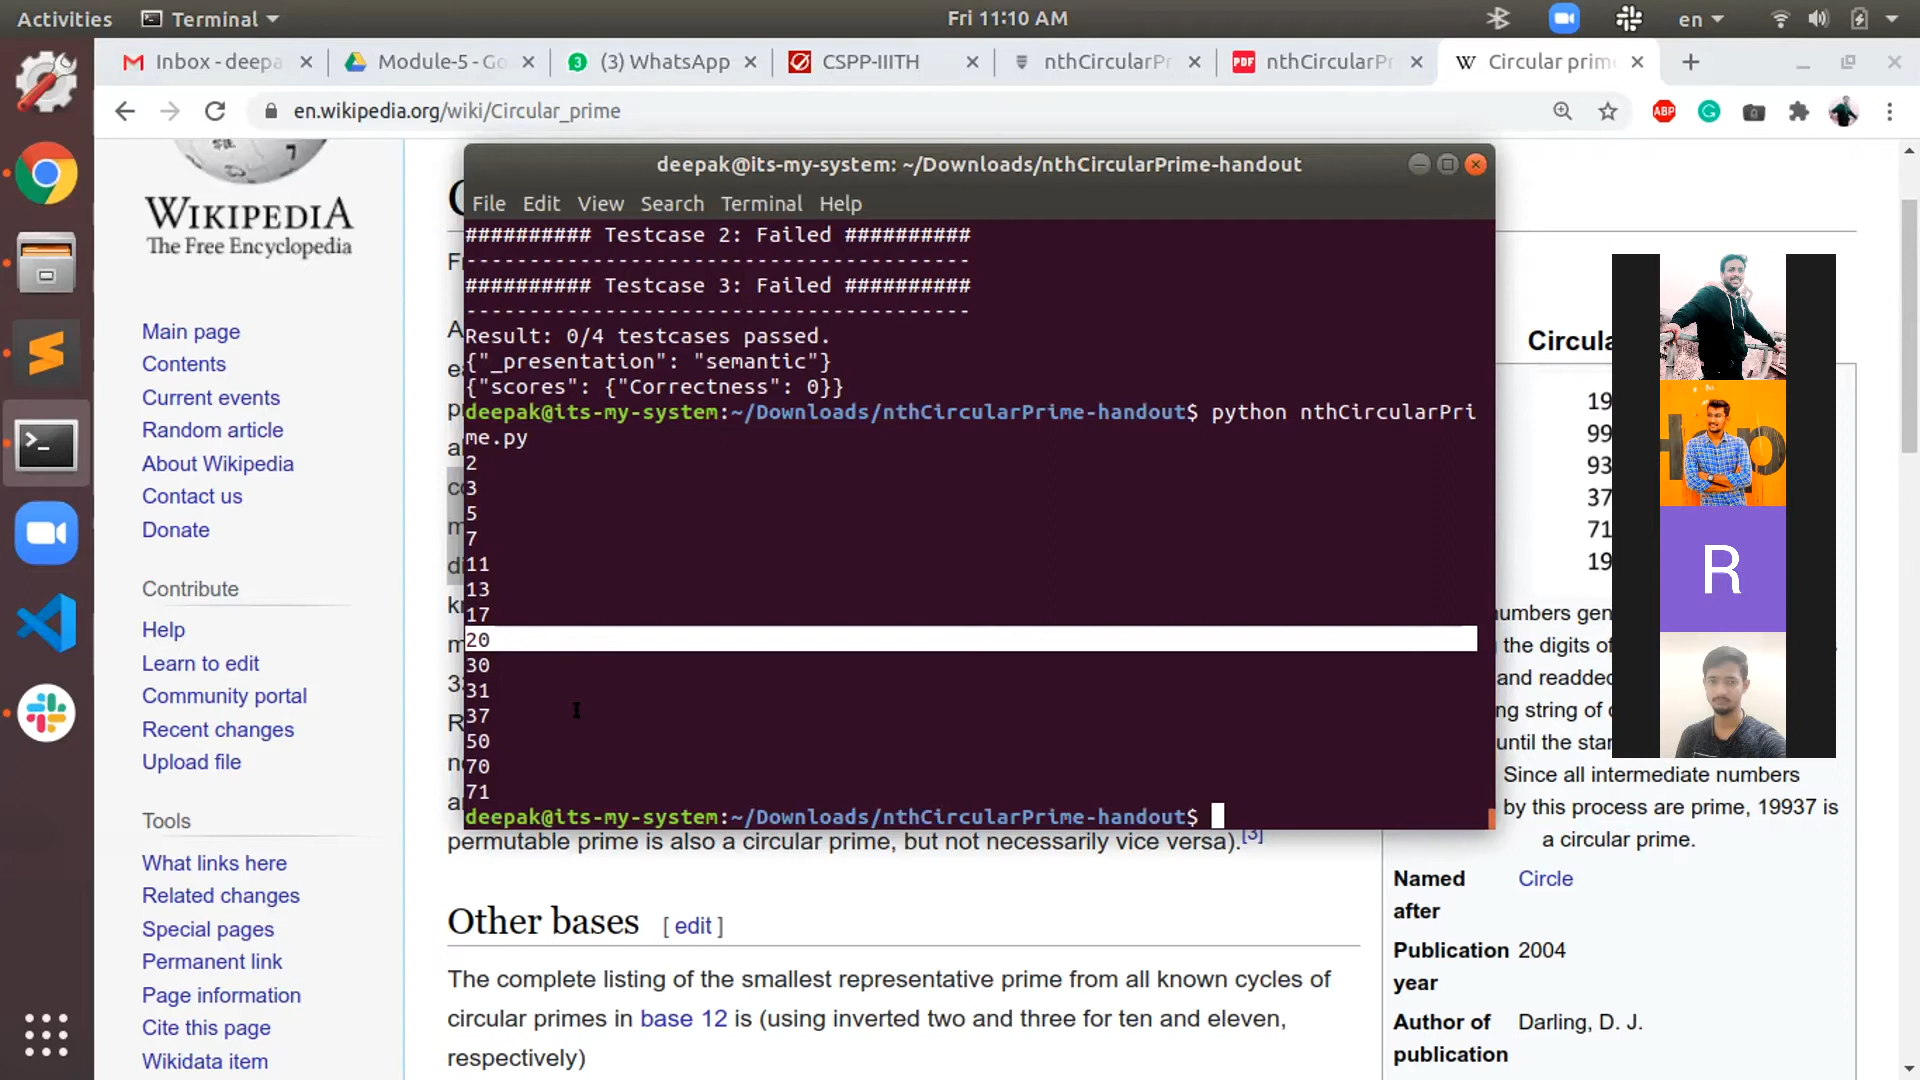 Activities
Terminal
Fri 11:10 AM
en
Inbox - deepa
Module-5 - Go
(3) WhatsApp
CSPP-IIITH
nthCircularPr
PDF
nthCircularPr
W
Circular prime
en.wikipedia.org/wiki/Circular_prime
ABP
WIKIPEDIA
The Free Encyclopedia
Main page
Contents
Current events
Random article
About Wikipedia
Contact us
Donate
Contribute
Help
Learn to edit
Community portal
Recent changes
Upload file
Tools
What links here
Related changes
Special pages
Permanent link
Page information
Cite this page
Wikidata item
deepak@its-my-system: ~/Downloads/nthCircularPrime-handout
File Edit View Search Terminal Help
########## Testcase 2: Failed ##########
----------------------------------------
########## Testcase 3: Failed ##########
----------------------------------------
Result: 0/4 testcases passed.
{"_presentation": "semantic"}
{"scores": {"Correctness": 0}}
deepak@its-my-system:~/Downloads/nthCircularPrime-handout$ python nthCircularPri
me.py
2
3
5
7
11
13
17
20
30
31
37
50
70
71
deepak@its-my-system:~/Downloads/nthCircularPrime-handout$
permutable prime is also a circular prime, but not necessarily vice versa).[3]
Other bases [ edit ]
The complete listing of the smallest representative prime from all known cycles of
circular primes in base 12 is (using inverted two and three for ten and eleven,
respectively)
Circula
19
99
93
37
71
19
numbers gen
the digits of
and readded
ng string of
until the star
Since all intermediate numbers
by this process are prime, 19937 is
a circular prime.
Named after Circle
Publication year 2004
Author of publication Darling, D. J.
R